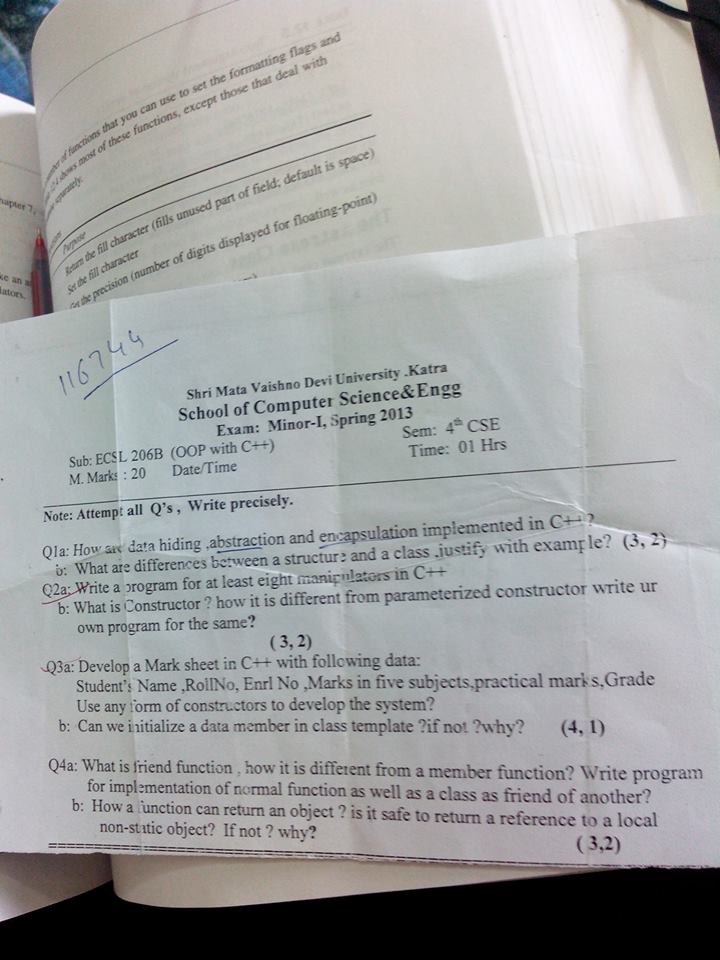 number of functions that you can use to set the formatting flags and
shows most of these functions, except those that deal with
separately.
Purpose
Return the fill character (fills unused part of field; default is space)
Set the fill character
Get the precision (number of digits displayed for floating-point)
hapter 7,
ke an a
lators.
116744
Shri Mata Vaishno Devi University .Katra
School of Computer Science&Engg
Exam: Minor-I, Spring 2013
Sub: ECSL 206B (OOP with C++) Sem: 4th CSE
M. Marks : 20 Date/Time Time: 01 Hrs
Note: Attempt all Q's , Write precisely.
Q1a: How are data hiding ,abstraction and encapsulation implemented in C++?
b: What are differences between a structure and a class .justify with example? (3, 2)
Q2a: Write a program for at least eight manipulators in C++
b: What is Constructor ? how it is different from parameterized constructor write ur
own program for the same?
(3, 2)
Q3a: Develop a Mark sheet in C++ with following data:
Student's Name ,RollNo, Enrl No ,Marks in five subjects,practical marks,Grade
Use any form of constructors to develop the system?
b: Can we initialize a data member in class template ?if not ?why? (4, 1)
Q4a: What is friend function , how it is different from a member function? Write program
for implementation of normal function as well as a class as friend of another?
b: How a function can return an object ? is it safe to return a reference to a local
non-static object? If not ? why?
( 3,2)